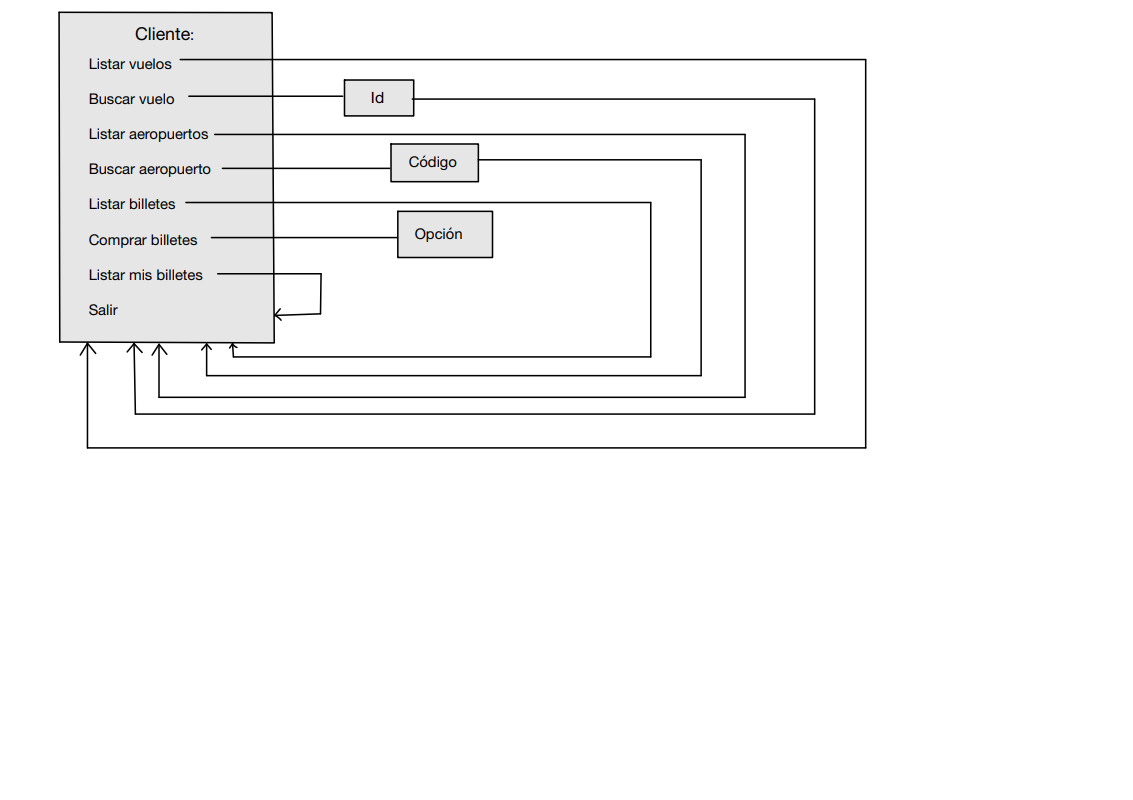 Cliente:
Listar vuelos
Buscar vuelo
Id
Listar aeropuertos
Buscar aeropuerto
Código
Listar billetes
Comprar billetes
Opción
Listar mis billetes
Salir